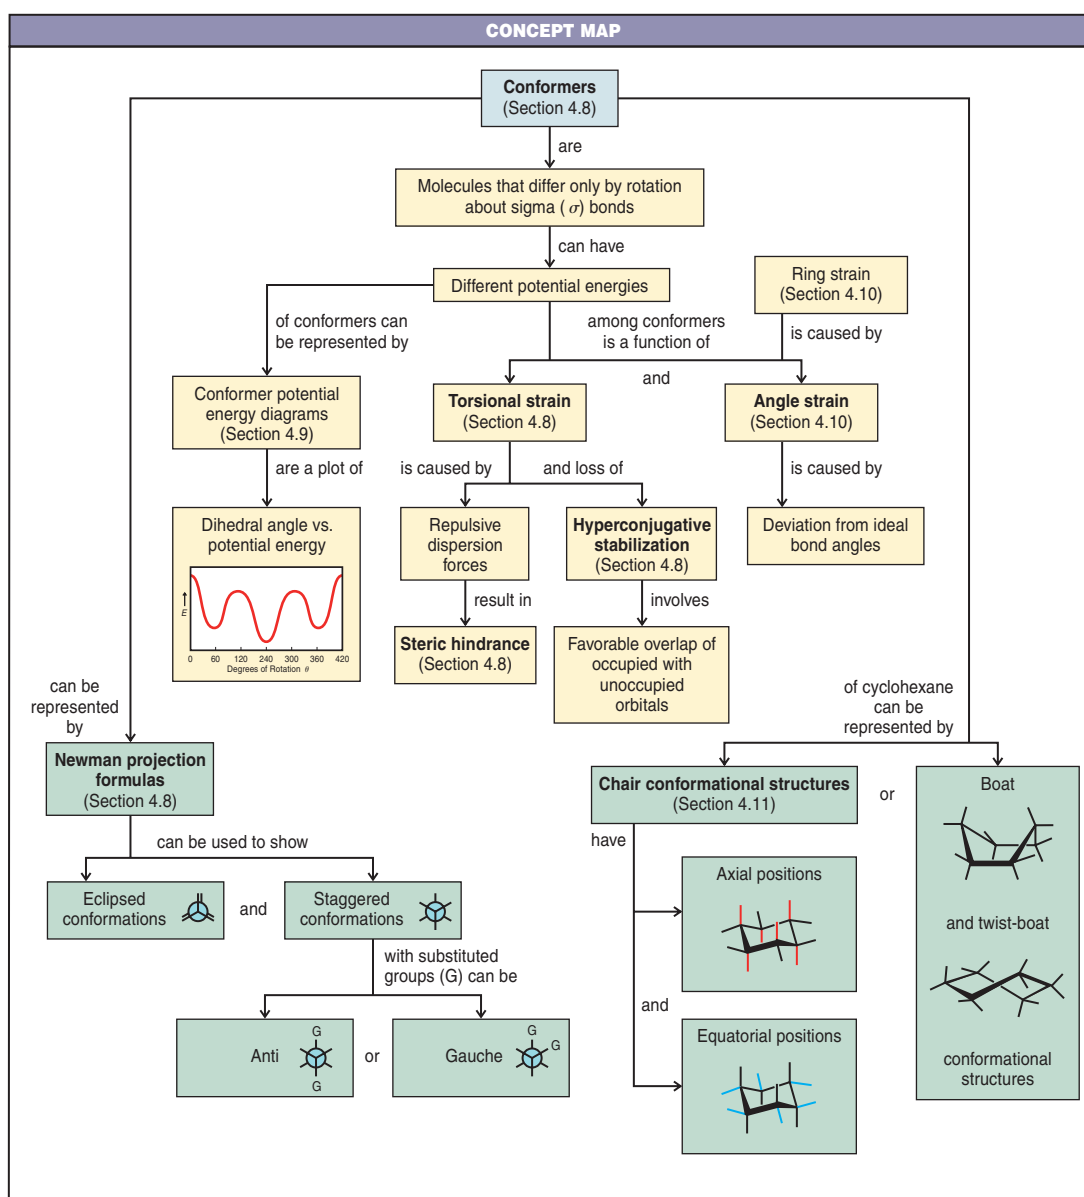 CONCEPT MAP
Conformers
(Section 4.8)
are
Molecules that differ only by rotation
about sigma ( σ) bonds
can have
Different potential energies
Ring strain
(Section 4.10)
of conformers can
be represented by
among conformers
is a function of
is caused by
and
Conformer potential
energy diagrams
(Section 4.9)
Torsional strain
(Section 4.8)
Angle strain
(Section 4.10)
are a plot of
is caused by
and loss of
is caused by
Dihedral angle vs.
potential energy
E
0 60 120 240 300 360 420
Degrees of Rotation θ
Repulsive
dispersion
forces
Hyperconjugative
stabilization
(Section 4.8)
Deviation from ideal
bond angles
result in
involves
Steric hindrance
(Section 4.8)
Favorable overlap of
occupied with
unoccupied
orbitals
can be
represented
by
of cyclohexane
can be
represented by
Newman projection
formulas
(Section 4.8)
Chair conformational structures
(Section 4.11)
or
Boat
and twist-boat
conformational
structures
can be used to show
have
Eclipsed
conformations
and
Staggered
conformations
Axial positions
with substituted
groups (G) can be
and
Anti
G
G
or
Gauche
G
G
Equatorial positions